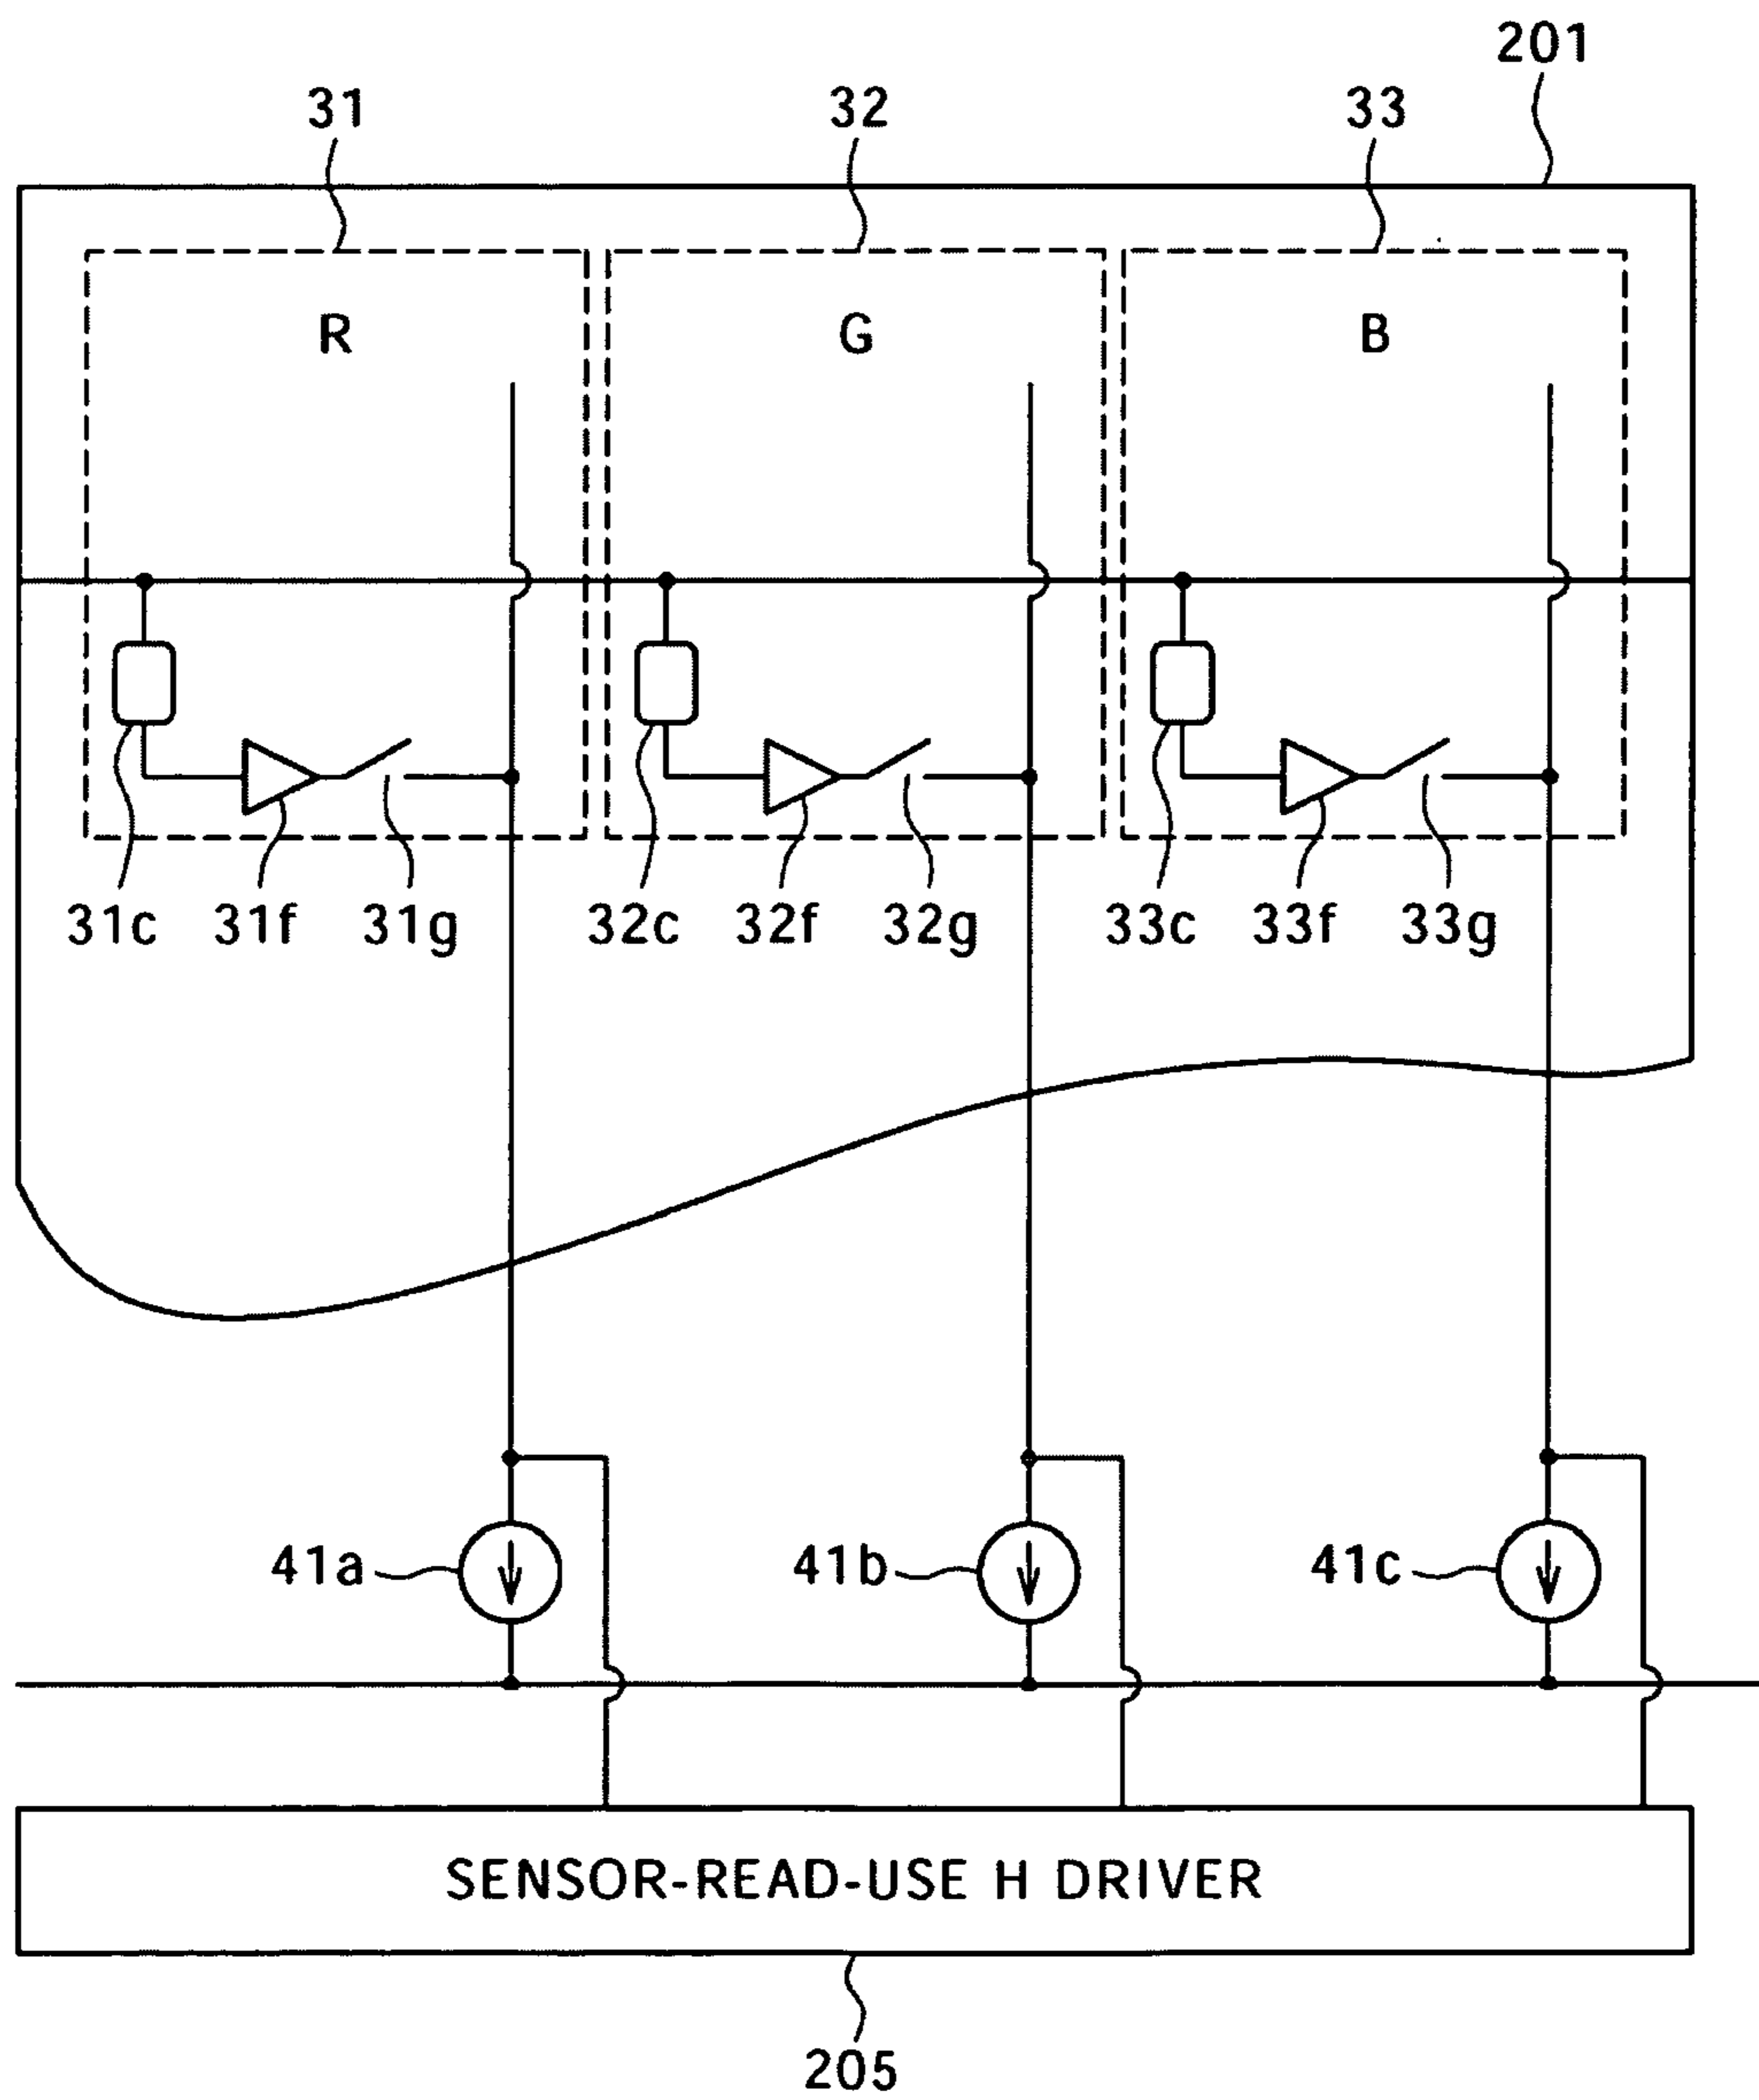 201
31 32 33
R G B
31c 31f 31g 32c 32f 32g 33c 33f 33g
41a 41b 41c
SENSOR-READ-USE H DRIVER
205